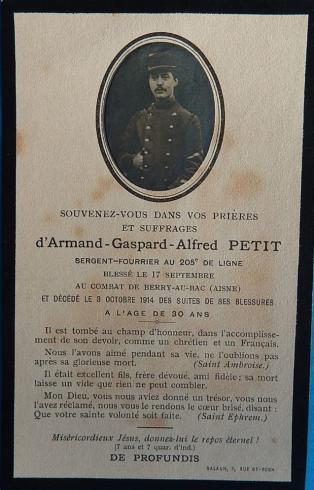 SOUVENEZ-VOUS DANS VOS PRIÈRES
ET SUFFRAGES
d'Armand-Gaspard-Alfred PETIT
SERGENT-FOURRIER AU 205e DE LIGNE
BLESSÉ LE 17 SEPTEMBRE
AU COMBAT DE BERRY-AU-BAC (AISNE)
ET DÉCÉDÉ LE 3 OCTOBRE 1914 DES SUITES DE SES BLESSURES
A L'AGE DE 30 ANS
Il est tombé au champ d'honneur, dans l'accomplisse-
ment de son devoir, comme un chrétien et un Français.
Nous l'avons aimé pendant sa vie, ne l'oublions pas
après sa glorieuse mort. (Saint Ambroise.)
Il était excellent fils, frère dévoué, ami fidèle; sa mort
laisse un vide que rien ne peut combler.
Mon Dieu, vous nous aviez donné un trésor, vous nous
l'avez réclamé, nous vous le rendons le cœur brisé, disant :
Que votre sainte volonté soit faite. (Saint Ephrem.)
Miséricordieux Jésus, donnez-lui le repos éternel !
(7 ans et 7 quar. d'ind.)
DE PROFUNDIS
SALAUN, 7, RUE ST-ROCH